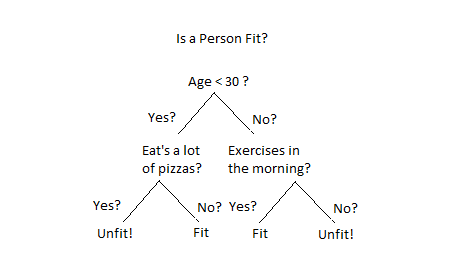 Is a Person Fit?
Age < 30 ?
Yes?
No?
Eat's a lot
of pizzas?
Exercises in
the morning?
Yes?
No?
Yes?
No?
Unfit!
Fit
Fit
Unfit!